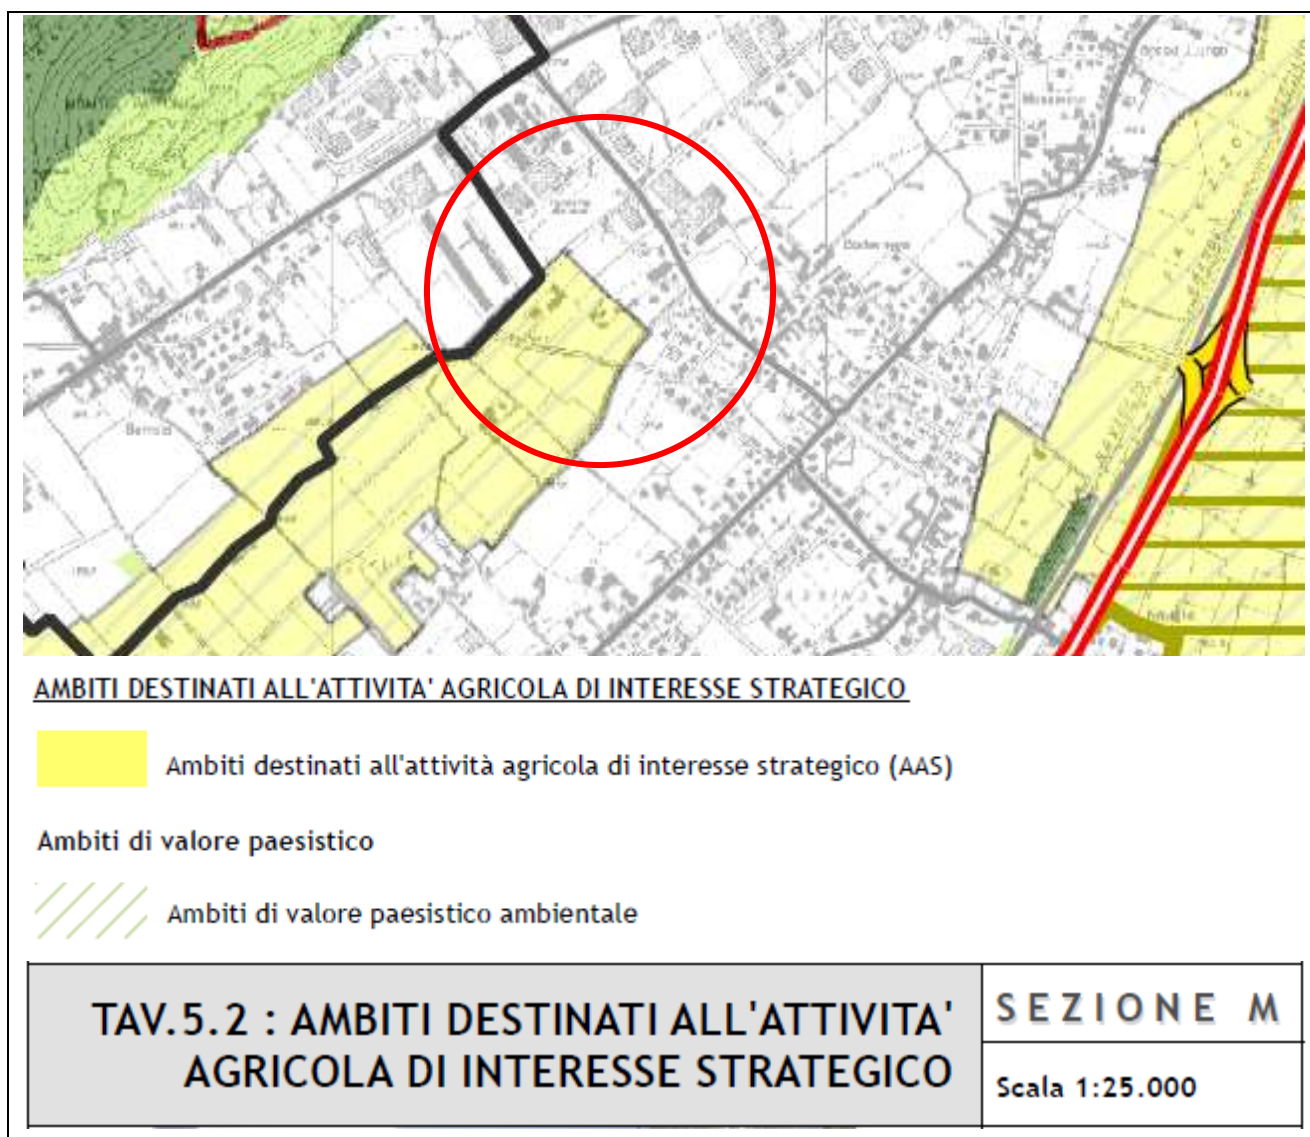 AMBITI DESTINATI ALL'ATTIVITA' AGRICOLA DI INTERESSE STRATEGICO
Ambiti destinati all'attività agricola di interesse strategico (AAS)
Ambiti di valore paesistico
Ambiti di valore paesistico ambientale
TAV.5.2 : AMBITI DESTINATI ALL'ATTIVITA'
AGRICOLA DI INTERESSE STRATEGICO
SEZIONE M
Scala 1:25.000